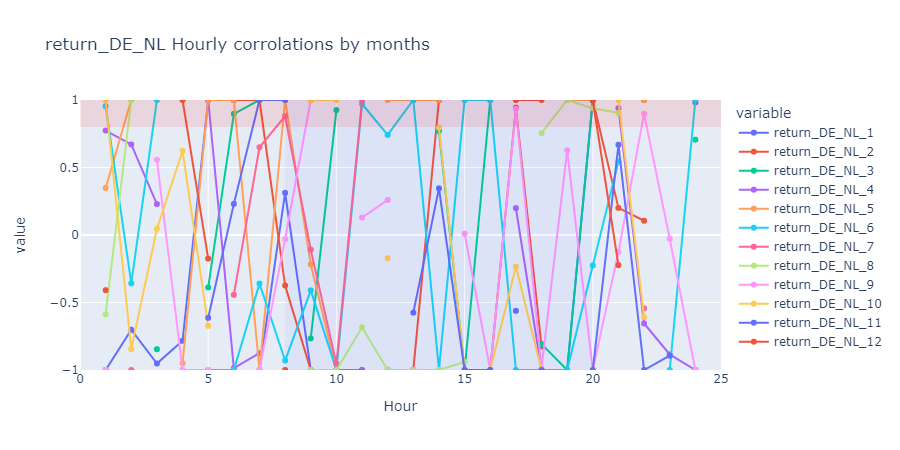 return_DE_NL Hourly corrolations by months
value
1
0.5
0
−0.5
−1
0
5
10
15
20
25
Hour
variable
return_DE_NL_1
return_DE_NL_2
return_DE_NL_3
return_DE_NL_4
return_DE_NL_5
return_DE_NL_6
return_DE_NL_7
return_DE_NL_8
return_DE_NL_9
return_DE_NL_10
return_DE_NL_11
return_DE_NL_12